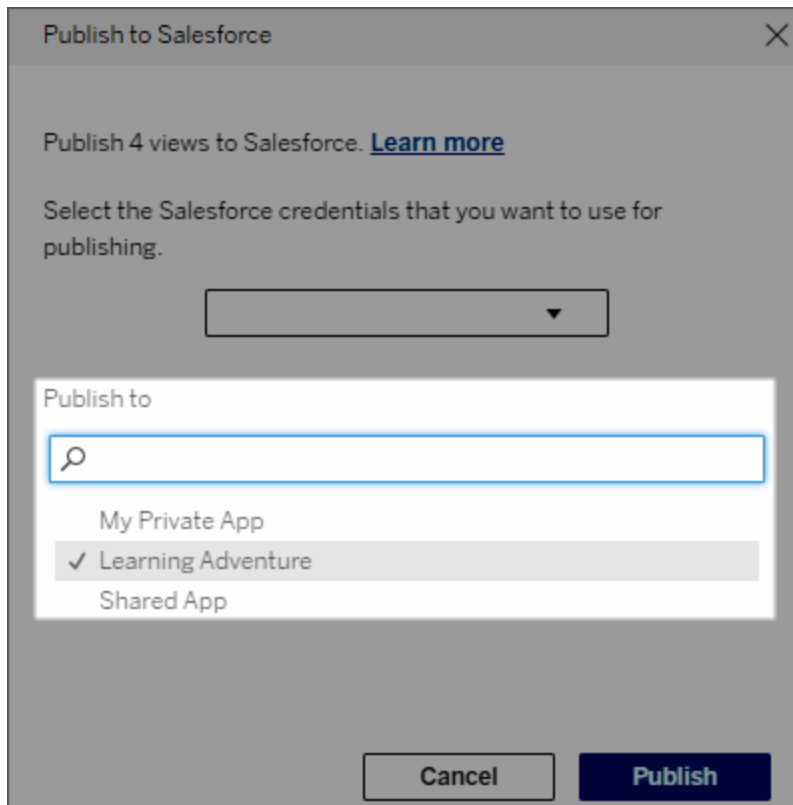 Publish to Salesforce
Publish 4 views to Salesforce. Learn more
Select the Salesforce credentials that you want to use for
publishing.
Publish to
My Private App
Learning Adventure
Shared App
Cancel
Publish